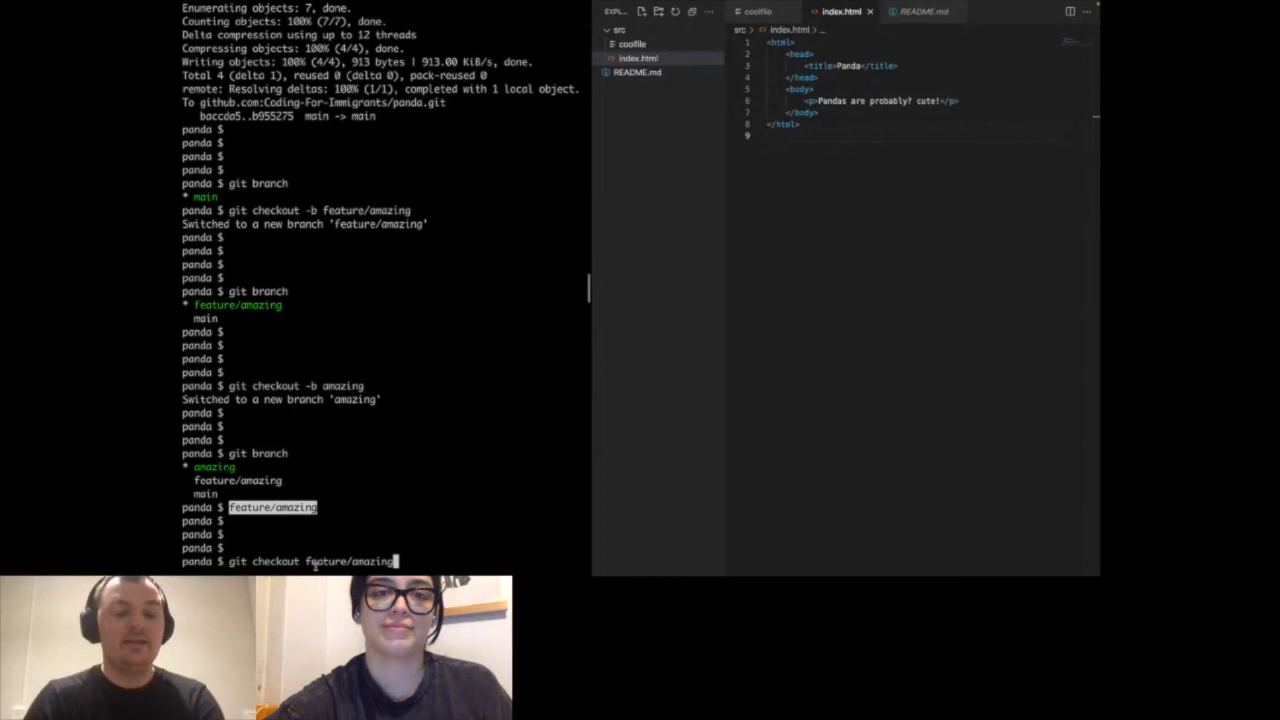 Enumerating objects: 7, done.
Counting objects: 100% (7/7), done.
Delta compression using up to 12 threads
Compressing objects: 100% (4/4), done.
Writing objects: 100% (4/4), 913 bytes | 913.00 KiB/s, done.
Total 4 (delta 1), reused 0 (delta 0), pack-reused 0
remote: Resolving deltas: 100% (1/1), completed with 1 local object.
To github.com:Coding-For-Immigrants/panda.git
baccda5..b955275 main -> main
panda $
panda $
panda $
panda $
panda $ git branch
* main
panda $ git checkout -b feature/amazing
Switched to a new branch 'feature/amazing'
panda $
panda $
panda $
panda $
panda $ git branch
* feature/amazing
main
panda $
panda $
panda $
panda $
panda $ git checkout -b amazing
Switched to a new branch 'amazing'
panda $
panda $
panda $
panda $ git branch
* amazing
feature/amazing
main
panda $ feature/amazing
panda $
panda $
panda $
panda $ git checkout feature/amazing
EXPL...
src
coolfile
index.html
README.md
coolfile
index.html
README.md
src > index.html > ...
1 <html>
2 <head>
3 <title>Panda</title>
4 </head>
5 <body>
6 <p>Pandas are probably? cute!</p>
7 </body>
8 </html>
9